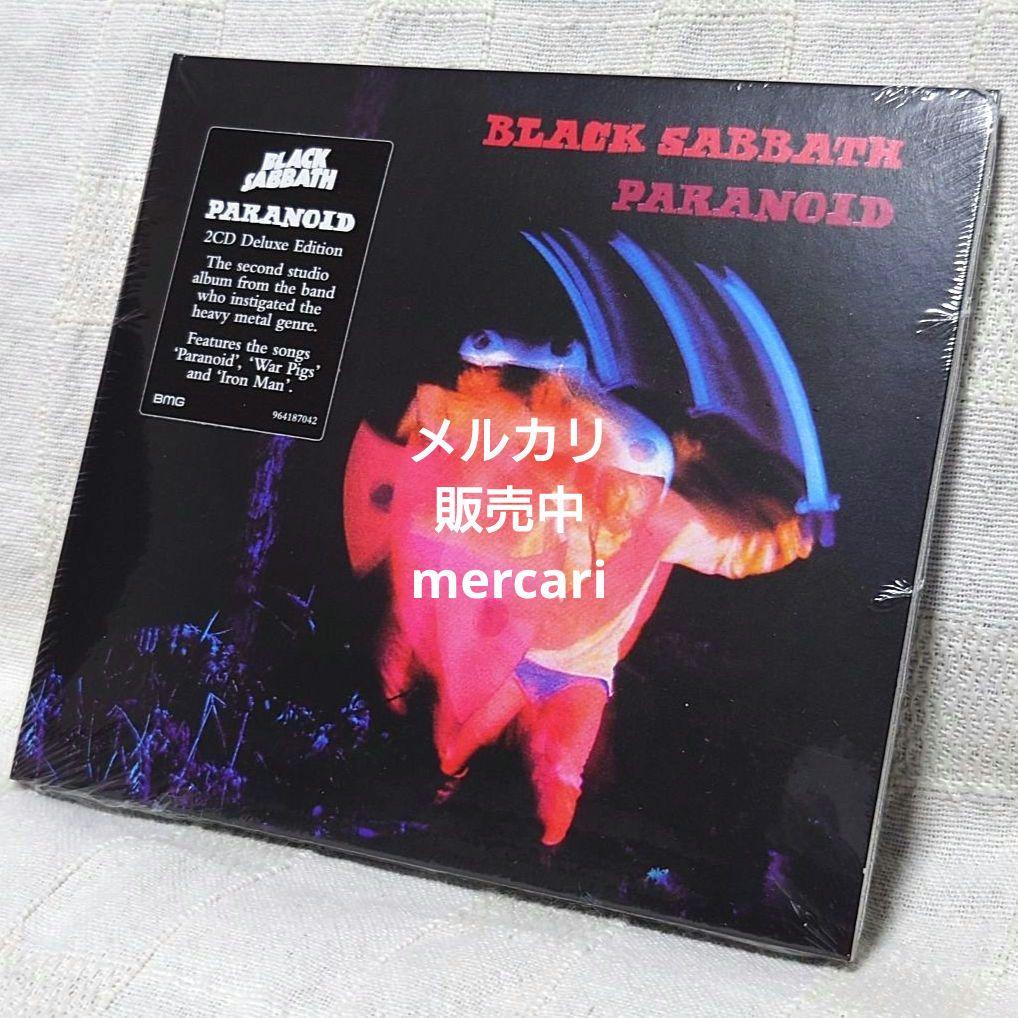 BLACK SABBATH
PARANOID
BLACK
SABBATH
PARANOID
2CD Deluxe Edition
The second studio
album from the band
who instigated the
heavy metal genre.
Features the songs
‘Paranoid’, ‘War Pigs’
and ‘Iron Man’.
BMG
964187042
メルカリ
販売中
mercari